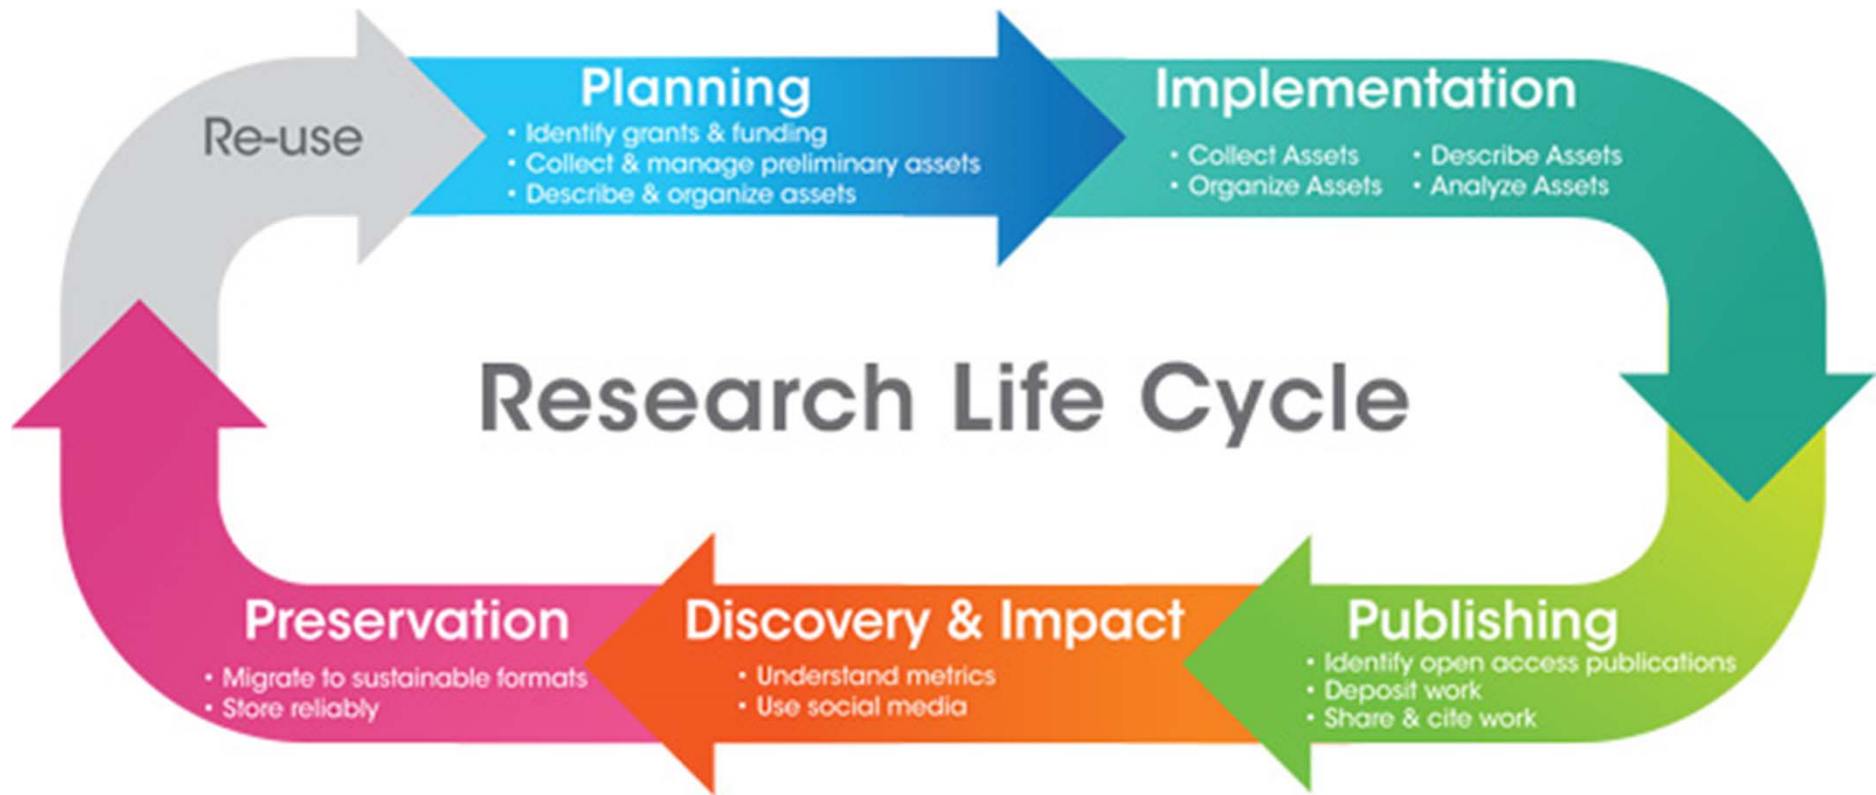 Re-use
Planning
• Identify grants & funding
• Collect & manage preliminary assets
• Describe & organize assets
Implementation
• Collect Assets • Describe Assets
• Organize Assets • Analyze Assets
Research Life Cycle
Publishing
• Identify open access publications
• Deposit work
• Share & cite work
Discovery & Impact
• Understand metrics
• Use social media
Preservation
• Migrate to sustainable formats
• Store reliably